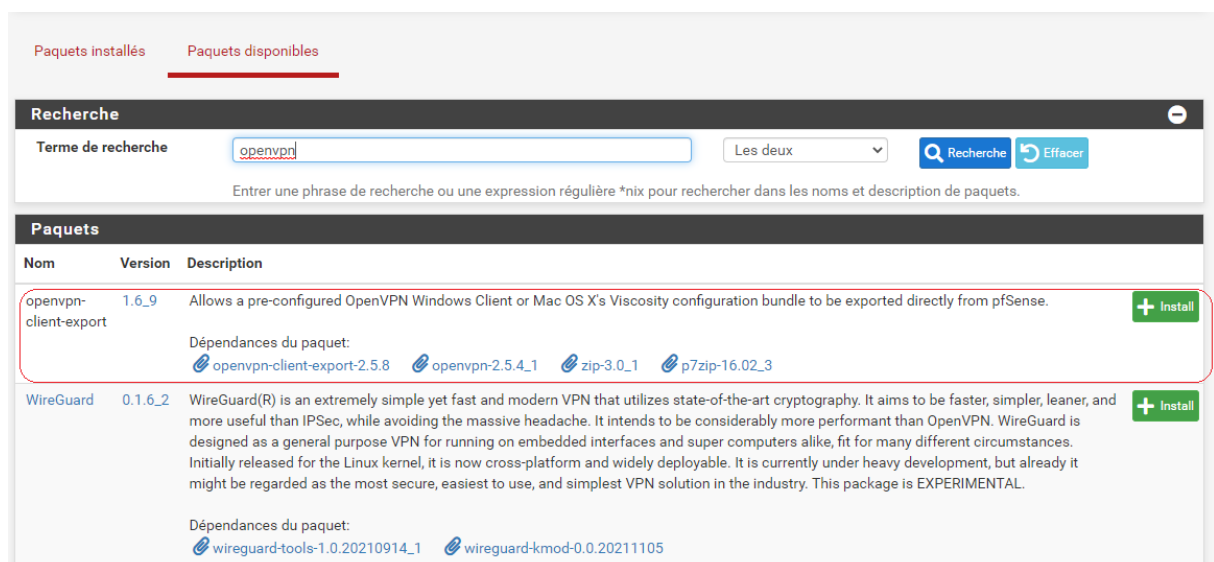 Paquets installés Paquets disponibles
Recherche
Terme de recherche openvpn Les deux Recherche Effacer
Entrer une phrase de recherche ou une expression régulière *nix pour rechercher dans les noms et description de paquets.
Paquets
Nom Version Description
openvpn-client-export 1.6_9 Allows a pre-configured OpenVPN Windows Client or Mac OS X's Viscosity configuration bundle to be exported directly from pfSense. Install
Dépendances du paquet:
openvpn-client-export-2.5.8 openvpn-2.5.4_1 zip-3.0_1 p7zip-16.02_3
WireGuard 0.1.6_2 WireGuard(R) is an extremely simple yet fast and modern VPN that utilizes state-of-the-art cryptography. It aims to be faster, simpler, leaner, and Install
more useful than IPSec, while avoiding the massive headache. It intends to be considerably more performant than OpenVPN. WireGuard is
designed as a general purpose VPN for running on embedded interfaces and super computers alike, fit for many different circumstances.
Initially released for the Linux kernel, it is now cross-platform and widely deployable. It is currently under heavy development, but already it
might be regarded as the most secure, easiest to use, and simplest VPN solution in the industry. This package is EXPERIMENTAL.
Dépendances du paquet:
wireguard-tools-1.0.20210914_1 wireguard-kmod-0.0.20211105